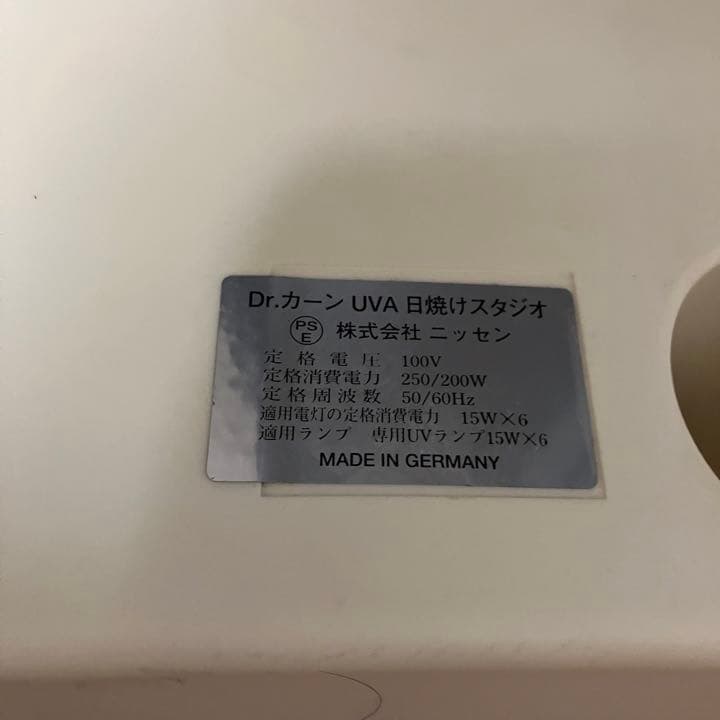 Dr.カーン UVA 日焼けスタジオ
PS E 株式会社 ニッセン
定格電圧 100V
定格消費電力 250/200W
定格周波数 50/60Hz
適用電灯の定格消費電力 15W×6
適用ランプ 専用UVランプ15W×6
MADE IN GERMANY